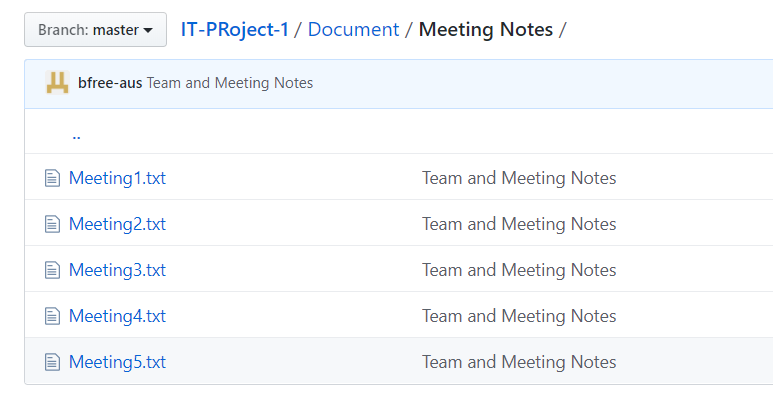 Branch: master IT-PRoject-1 / Document / Meeting Notes /
bfree-aus Team and Meeting Notes
..
Meeting1.txt Team and Meeting Notes
Meeting2.txt Team and Meeting Notes
Meeting3.txt Team and Meeting Notes
Meeting4.txt Team and Meeting Notes
Meeting5.txt Team and Meeting Notes